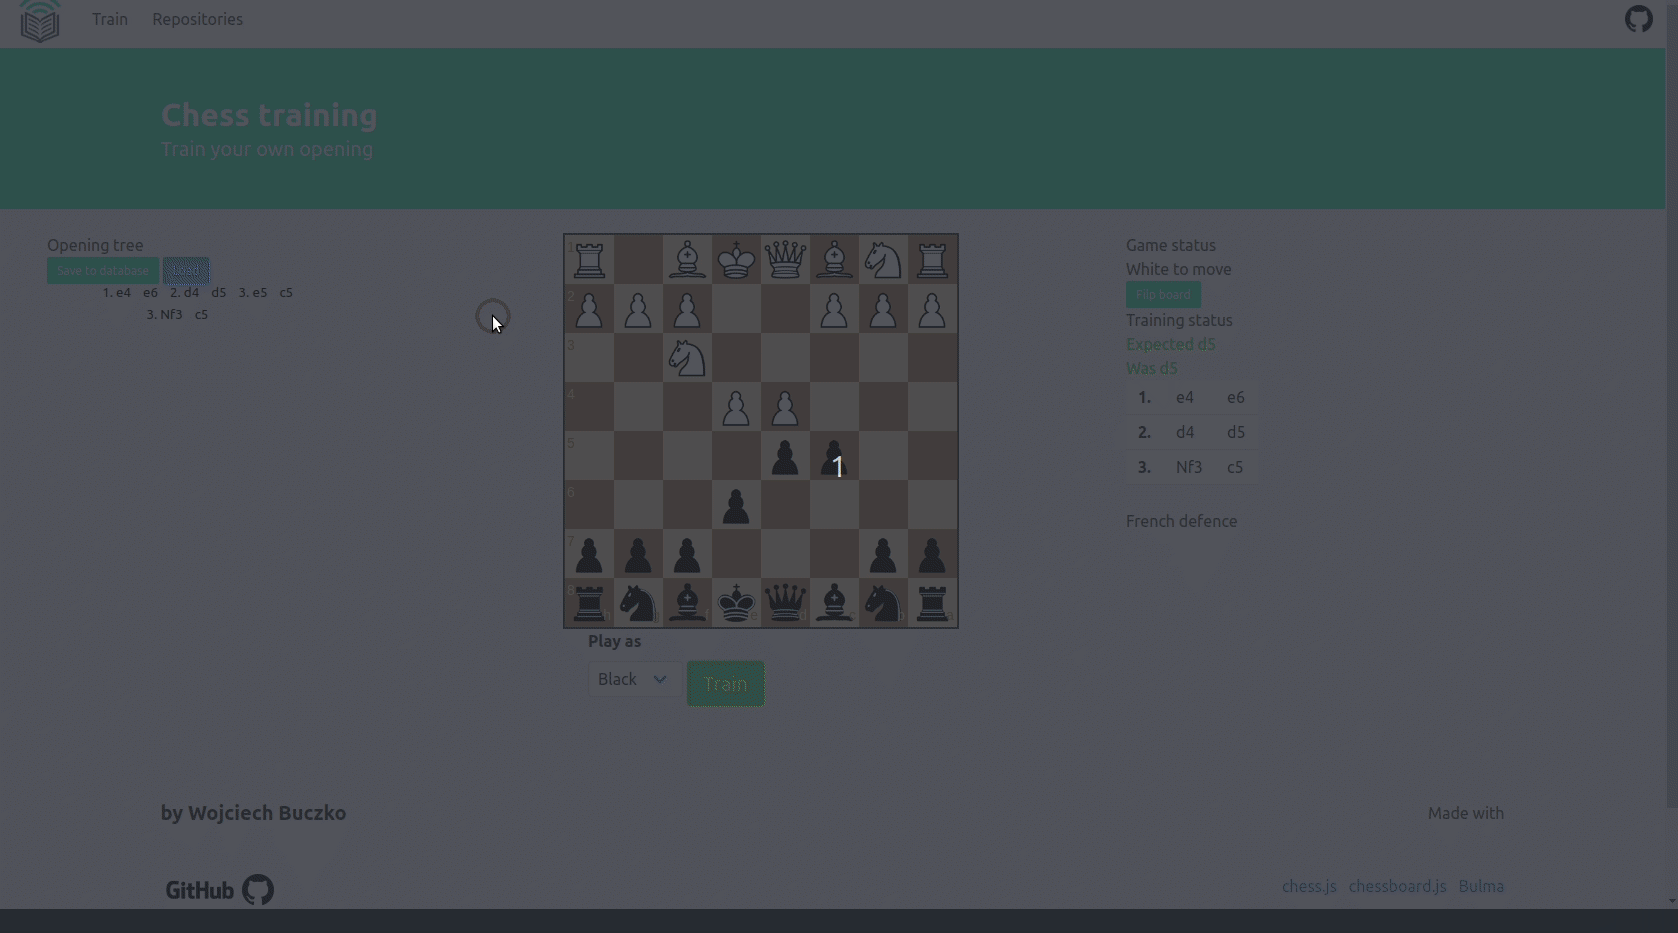 Train Repositories
Chess training
Train your own opening
Opening tree
Save to database Load
1. e4 e6 2. d4 d5 3. e5 c5
3. Nf3 c5
1
2
3
4
5
6
7
8
h g f e d c b a
1
Play as
Black Train
Game status
White to move
Flip board
Training status
Expected d5
Was d5
1. e4 e6
2. d4 d5
3. Nf3 c5
French defence
by Wojciech Buczko
Made with
GitHub
chess.js chessboard.js Bulma